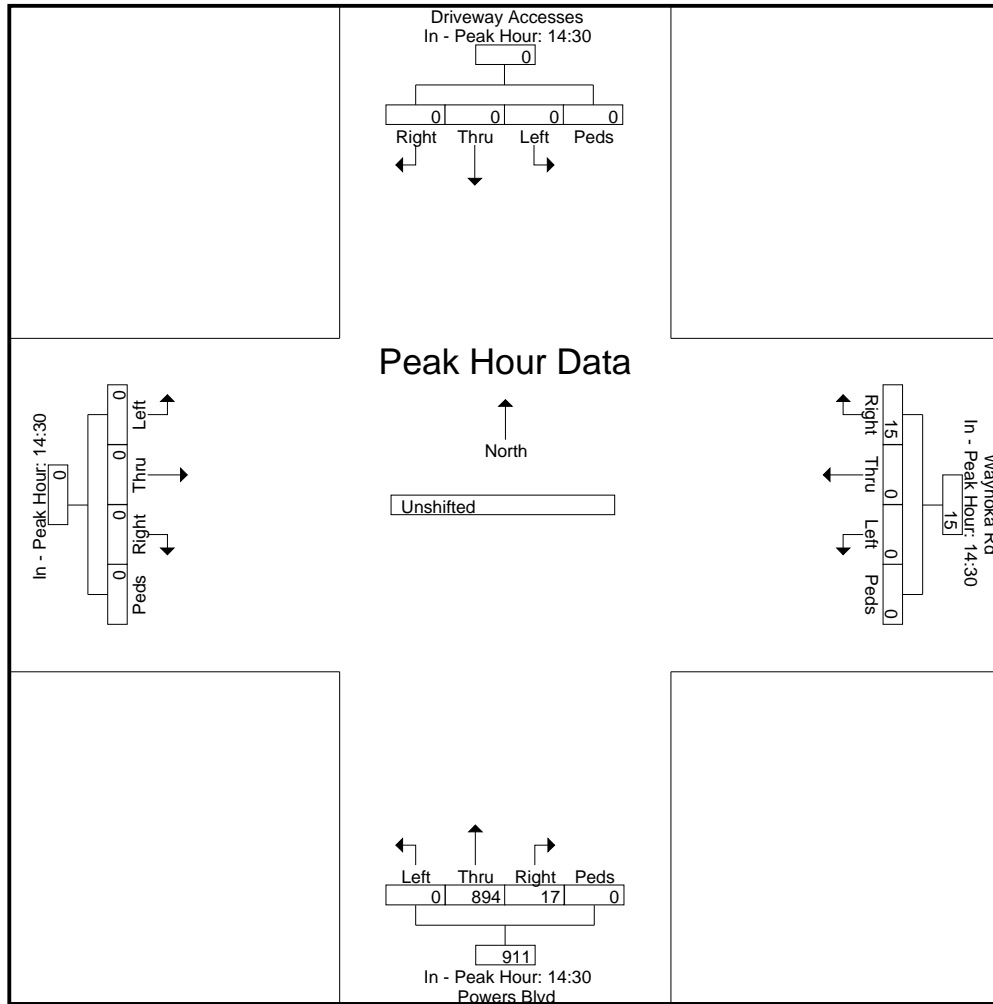 Driveway Accesses
In - Peak Hour: 14:30
0
0 0 0 0
Right Thru Left Peds
Peak Hour Data
North
Unshifted
In - Peak Hour: 14:30
0
0 0 0 0
Left Thru Right Peds
Waynoka Rd
In - Peak Hour: 14:30
15
15 0 0 0
Right Thru Left Peds
Left Thru Right Peds
0 894 17 0
911
In - Peak Hour: 14:30
Powers Blvd